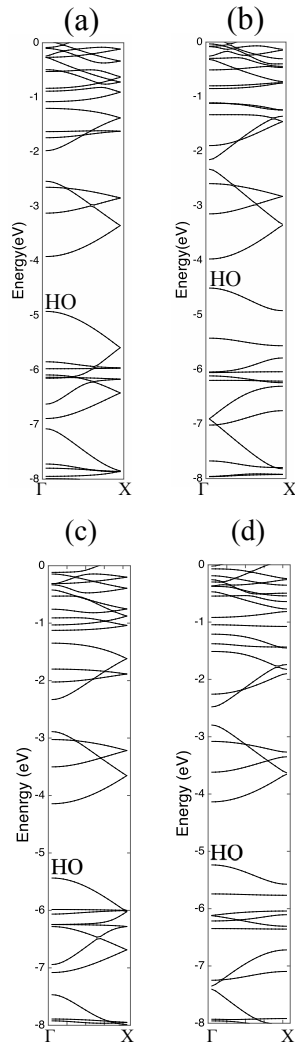 (a) (b)
0 0
-1 -1
-2 -2
-3 -3
Energy(eV) Energy(eV)
-4 -4
HO HO
-5 -5
-6 -6
-7 -7
-8 -8
Γ X Γ X
(c) (d)
0 0
-1 -1
-2 -2
-3 -3
Enenrgy (eV) Energy (eV)
-4 -4
-5 -5
HO HO
-6 -6
-7 -7
-8 -8
Γ X Γ X